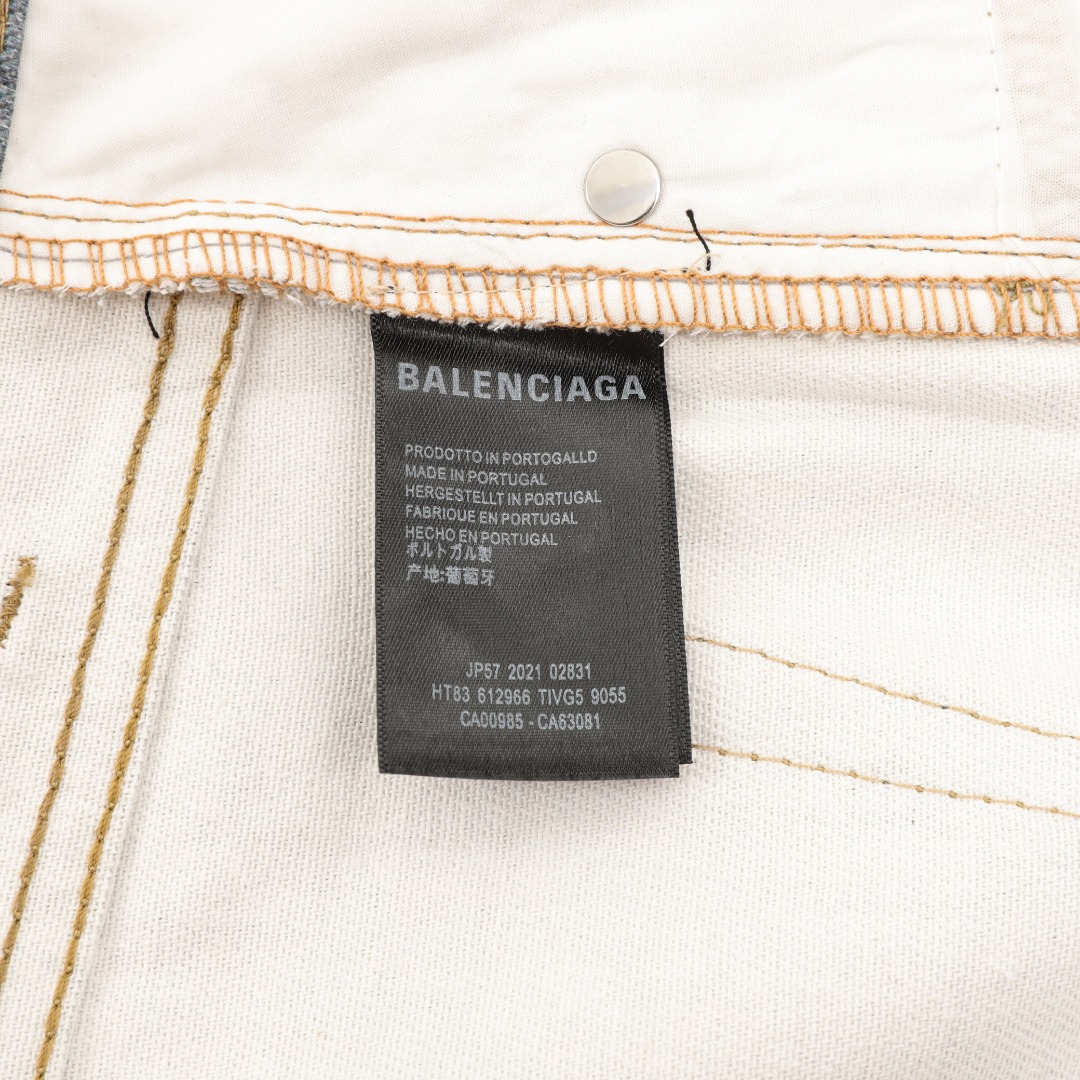 BALENCIAGA
PRODOTTO IN PORTOGALLD
MADE IN PORTUGAL
HERGESTELLT IN PORTUGAL
FABRIOUE EN PORTUGAL
HECHO EN PORTUGAL
ポルトガル製
产地:葡萄牙
JP57 2021 02831
HT83 612966 TIVG5 9055
CA00985 - CA63081